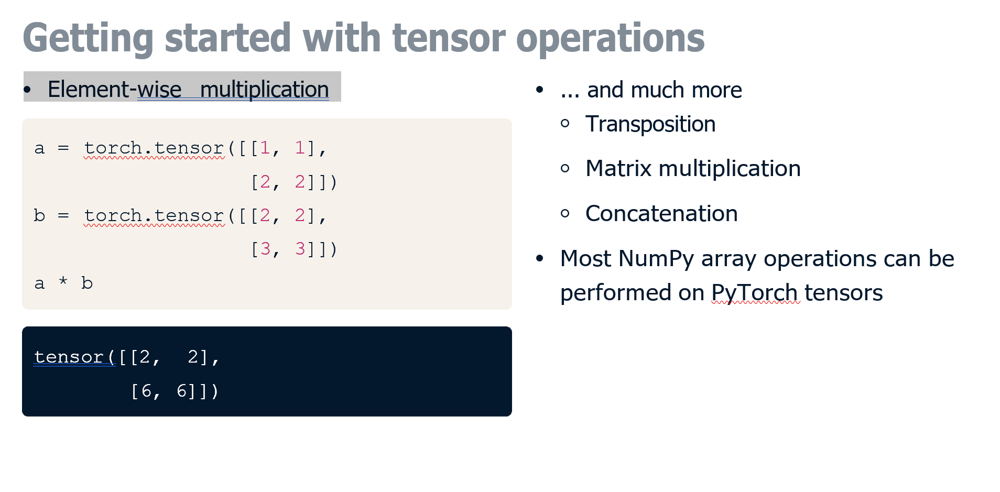 Getting started with tensor operations
• Element-wise multiplication
a = torch.tensor([[1, 1],
[2, 2]])
b = torch.tensor([[2, 2],
[3, 3]])
a * b
tensor([[2, 2],
[6, 6]])
• ... and much more
○ Transposition
○ Matrix multiplication
○ Concatenation
• Most NumPy array operations can be
performed on PyTorch tensors